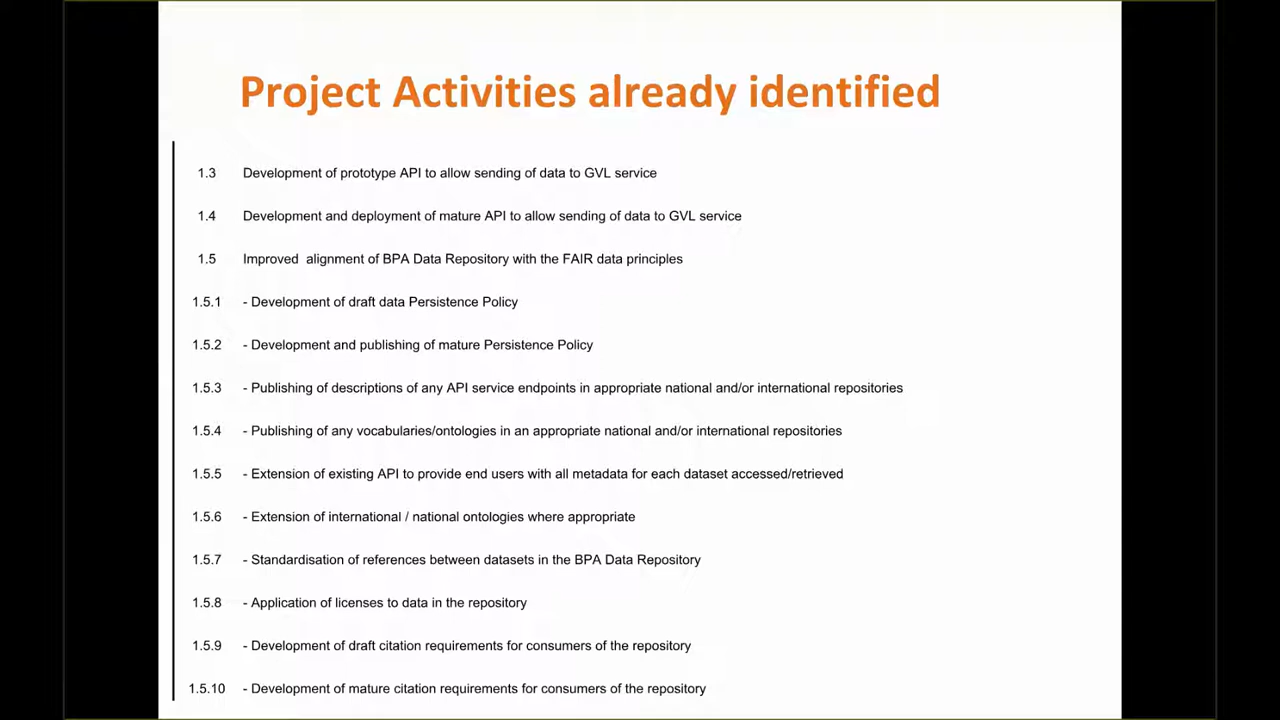 Project Activities already identified
1.3 Development of prototype API to allow sending of data to GVL service
1.4 Development and deployment of mature API to allow sending of data to GVL service
1.5 Improved alignment of BPA Data Repository with the FAIR data principles
1.5.1 - Development of draft data Persistence Policy
1.5.2 - Development and publishing of mature Persistence Policy
1.5.3 - Publishing of descriptions of any API service endpoints in appropriate national and/or international repositories
1.5.4 - Publishing of any vocabularies/ontologies in an appropriate national and/or international repositories
1.5.5 - Extension of existing API to provide end users with all metadata for each dataset accessed/retrieved
1.5.6 - Extension of international / national ontologies where appropriate
1.5.7 - Standardisation of references between datasets in the BPA Data Repository
1.5.8 - Application of licenses to data in the repository
1.5.9 - Development of draft citation requirements for consumers of the repository
1.5.10 - Development of mature citation requirements for consumers of the repository